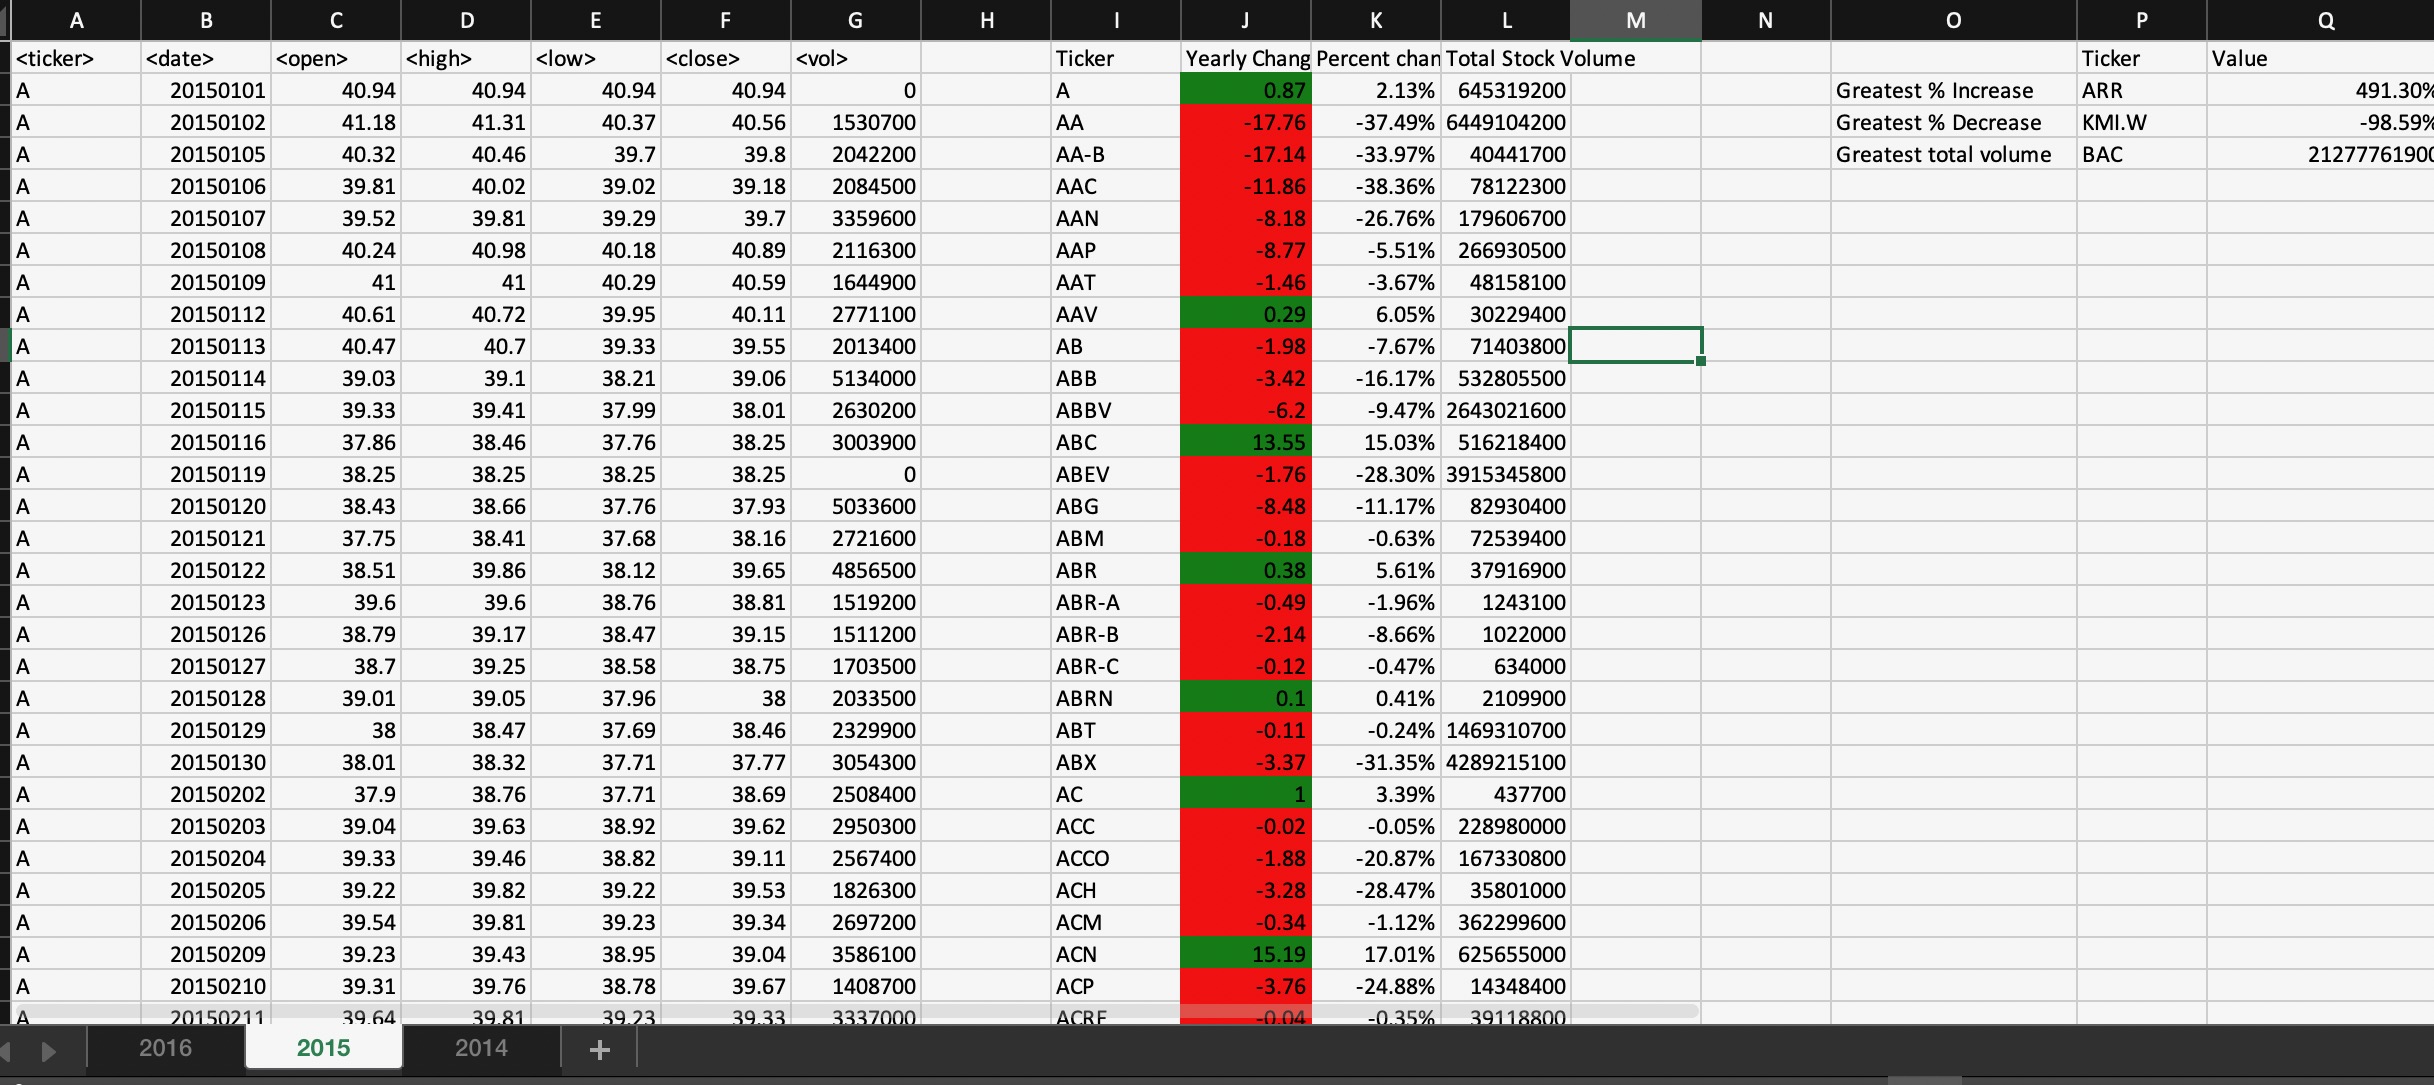 A B C D E F G H I J K L M N O P Q
<ticker> <date> <open> <high> <low> <close> <vol> Ticker Yearly Chang Percent chan Total Stock Volume Ticker Value
A 20150101 40.94 40.94 40.94 40.94 0 A 0.87 2.13% 645319200 Greatest % Increase ARR 491.30%
A 20150102 41.18 41.31 40.37 40.56 1530700 AA -17.76 -37.49% 6449104200 Greatest % Decrease KMI.W -98.59%
A 20150105 40.32 40.46 39.7 39.8 2042200 AA-B -17.14 -33.97% 40441700 Greatest total volume BAC 21277761900
A 20150106 39.81 40.02 39.02 39.18 2084500 AAC -11.86 -38.36% 78122300
A 20150107 39.52 39.81 39.29 39.7 3359600 AAN -8.18 -26.76% 179606700
A 20150108 40.24 40.98 40.18 40.89 2116300 AAP -8.77 -5.51% 266930500
A 20150109 41 41 40.29 40.59 1644900 AAT -1.46 -3.67% 48158100
A 20150112 40.61 40.72 39.95 40.11 2771100 AAV 0.29 6.05% 30229400
A 20150113 40.47 40.7 39.33 39.55 2013400 AB -1.98 -7.67% 71403800
A 20150114 39.03 39.1 38.21 39.06 5134000 ABB -3.42 -16.17% 532805500
A 20150115 39.33 39.41 37.99 38.01 2630200 ABBV -6.2 -9.47% 2643021600
A 20150116 37.86 38.46 37.76 38.25 3003900 ABC 13.55 15.03% 516218400
A 20150119 38.25 38.25 38.25 38.25 0 ABEV -1.76 -28.30% 3915345800
A 20150120 38.43 38.66 37.76 37.93 5033600 ABG -8.48 -11.17% 82930400
A 20150121 37.75 38.41 37.68 38.16 2721600 ABM -0.18 -0.63% 72539400
A 20150122 38.51 39.86 38.12 39.65 4856500 ABR 0.38 5.61% 37916900
A 20150123 39.6 39.6 38.76 38.81 1519200 ABR-A -0.49 -1.96% 1243100
A 20150126 38.79 39.17 38.47 39.15 1511200 ABR-B -2.14 -8.66% 1022000
A 20150127 38.7 39.25 38.58 38.75 1703500 ABR-C -0.12 -0.47% 634000
A 20150128 39.01 39.05 37.96 38 2033500 ABRN 0.1 0.41% 2109900
A 20150129 38 38.47 37.69 38.46 2329900 ABT -0.11 -0.24% 1469310700
A 20150130 38.01 38.32 37.71 37.77 3054300 ABX -3.37 -31.35% 4289215100
A 20150202 37.9 38.76 37.71 38.69 2508400 AC 1 3.39% 437700
A 20150203 39.04 39.63 38.92 39.62 2950300 ACC -0.02 -0.05% 228980000
A 20150204 39.33 39.46 38.82 39.11 2567400 ACCO -1.88 -20.87% 167330800
A 20150205 39.22 39.82 39.22 39.53 1826300 ACH -3.28 -28.47% 35801000
A 20150206 39.54 39.81 39.23 39.34 2697200 ACM -0.34 -1.12% 362299600
A 20150209 39.23 39.43 38.95 39.04 3586100 ACN 15.19 17.01% 625655000
A 20150210 39.31 39.76 38.78 39.67 1408700 ACP -3.76 -24.88% 14348400
A 20150211 39.64 39.81 39.23 39.33 3337000 ACRE -0.04 -0.35% 39118800
2016 2015 2014 +